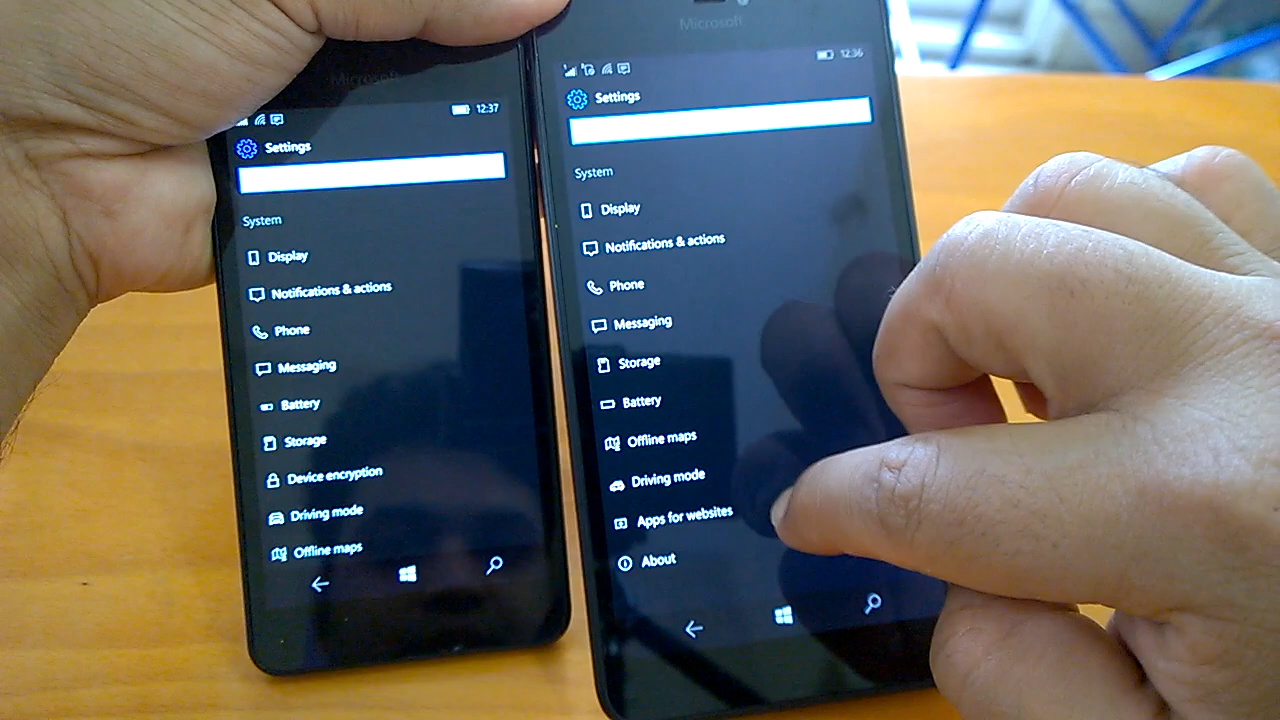 Microsoft
12:37
Settings
System
Display
Notifications & actions
Phone
Messaging
Battery
Storage
Device encryption
Driving mode
Offline maps
Microsoft
12:36
Settings
System
Display
Notifications & actions
Phone
Messaging
Storage
Battery
Offline maps
Driving mode
Apps for websites
About